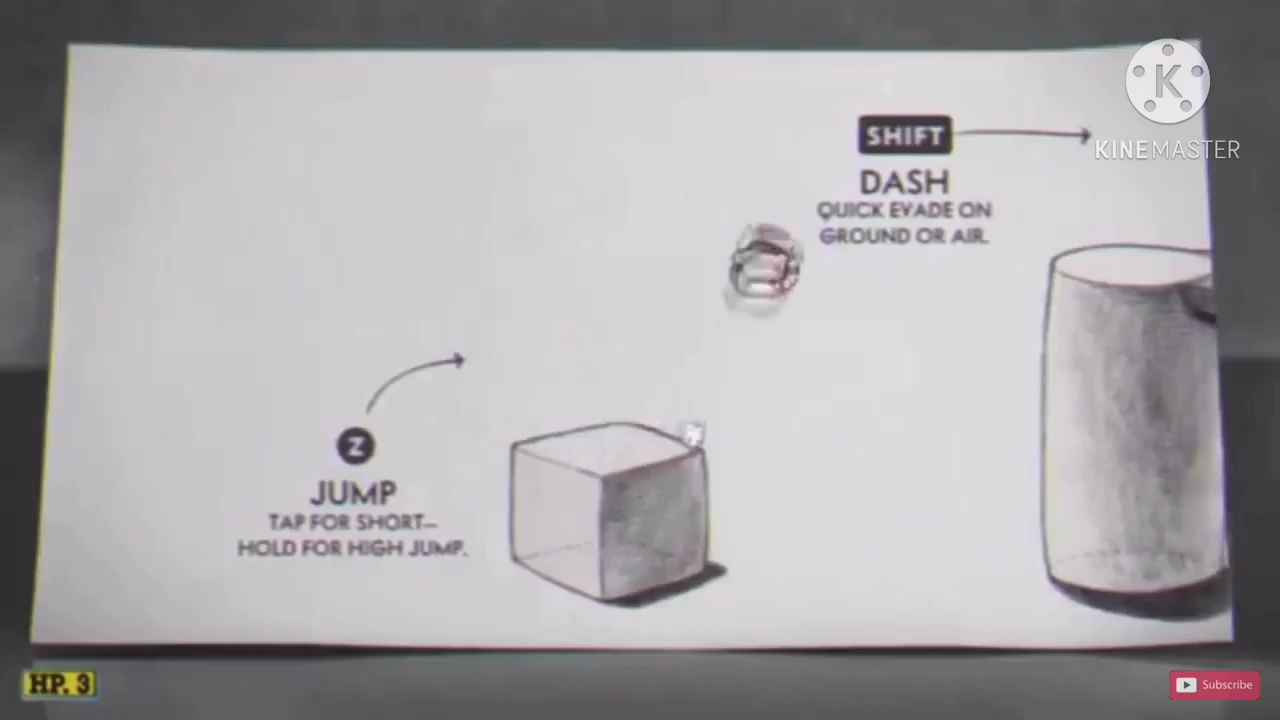 K
KINEMASTER
SHIFT
DASH
QUICK EVADE ON
GROUND OR AIR.
Z
JUMP
TAP FOR SHORT—
HOLD FOR HIGH JUMP.
HP. 3
Subscribe